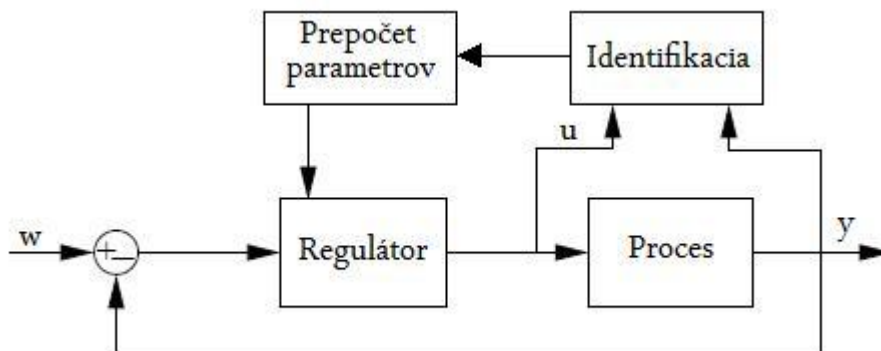 Prepočet
parametrov
Identifikacia
u
w
+
−
Regulátor
Proces
y